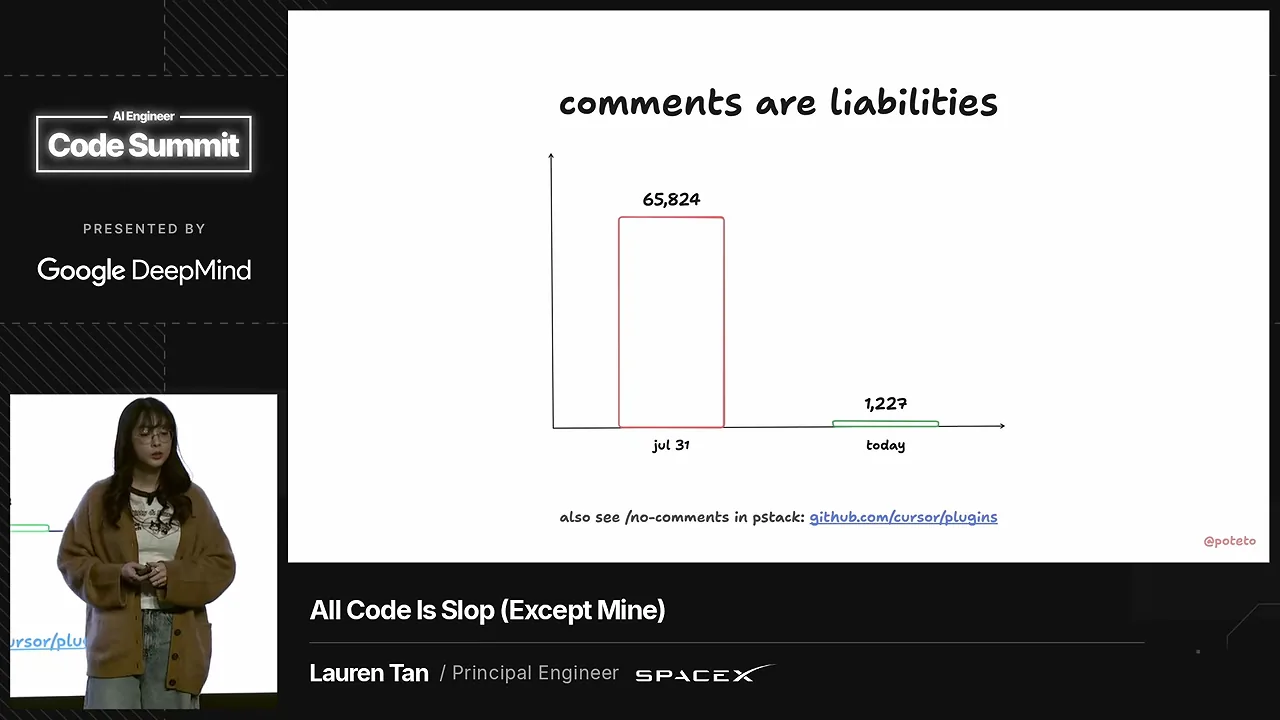 AI Engineer
Code Summit
PRESENTED BY
Google DeepMind
comments are liabilities
65,824
1,227
jul 31
today
also see /no-comments in pstack: github.com/cursor/plugins
@poteto
ursor/plu
All Code Is Slop (Except Mine)
Lauren Tan / Principal Engineer SPACEX